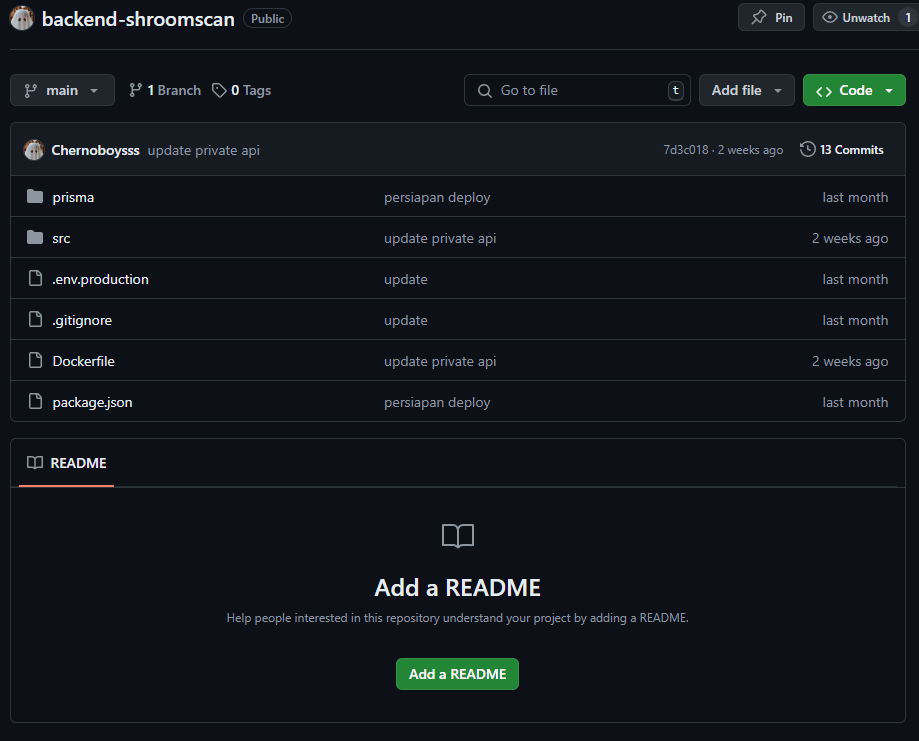 backend-shroomscan Public Pin Unwatch 1
main 1 Branch 0 Tags Go to file t Add file Code
Chernoboysss update private api 7d3c018 · 2 weeks ago 13 Commits
prisma persiapan deploy last month
src update private api 2 weeks ago
.env.production update last month
.gitignore update last month
Dockerfile update private api 2 weeks ago
package.json persiapan deploy last month
README
Add a README
Help people interested in this repository understand your project by adding a README.
Add a README